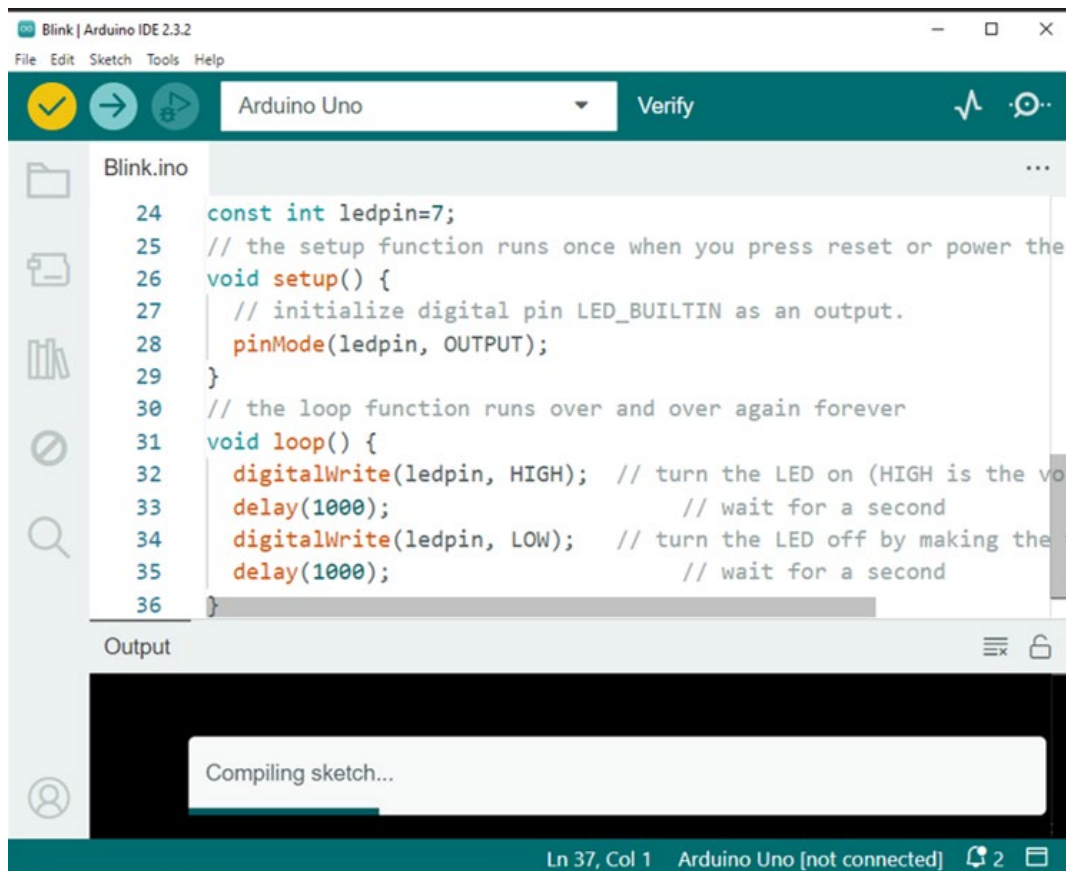 Blink | Arduino IDE 2.3.2
File Edit Sketch Tools Help
Arduino Uno
Verify
Blink.ino
...
24 const int ledpin=7;
25 // the setup function runs once when you press reset or power the
26 void setup() {
27 // initialize digital pin LED_BUILTIN as an output.
28 pinMode(ledpin, OUTPUT);
29 }
30 // the loop function runs over and over again forever
31 void loop() {
32 digitalWrite(ledpin, HIGH); // turn the LED on (HIGH is the vo
33 delay(1000); // wait for a second
34 digitalWrite(ledpin, LOW); // turn the LED off by making the
35 delay(1000); // wait for a second
36 }
Output
Compiling sketch...
Ln 37, Col 1 Arduino Uno [not connected] 2